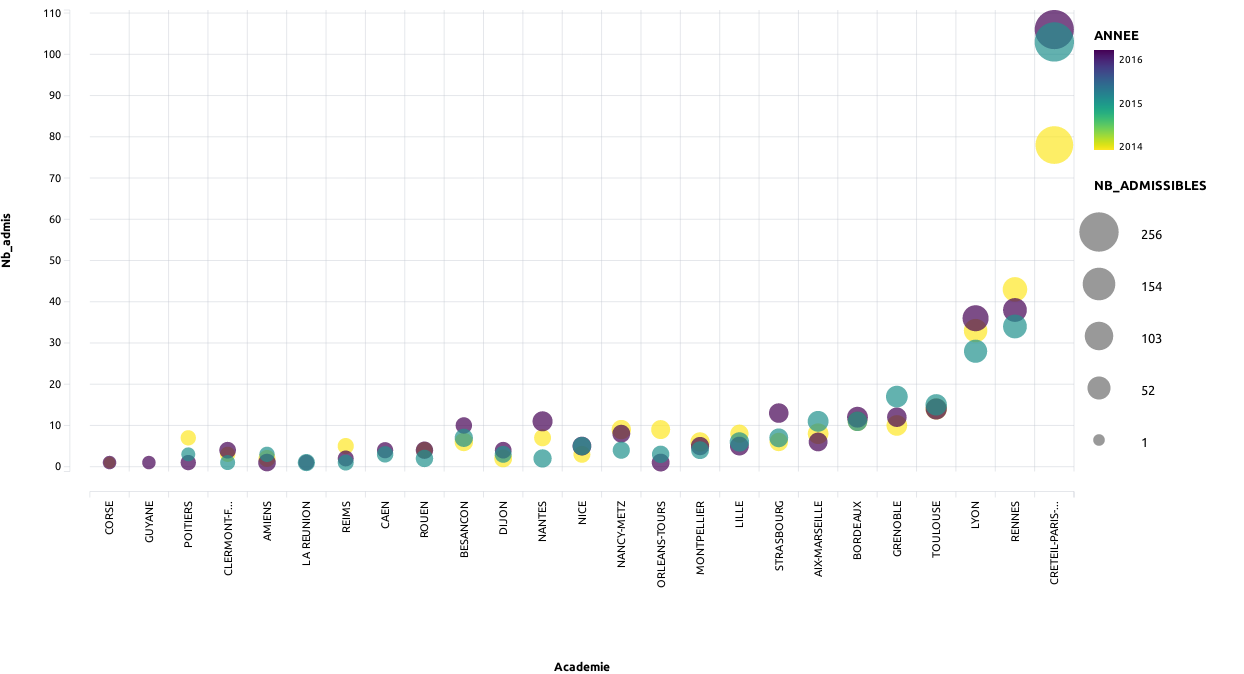 110
100
90
80
70
60
50
40
30
20
10
0
Nb_admis
CORSE
GUYANE
POITIERS
CLERMONT-F...
AMIENS
LA REUNION
REIMS
CAEN
ROUEN
BESANCON
DIJON
NANTES
NICE
NANCY-METZ
ORLEANS-TOURS
MONTPELLIER
LILLE
STRASBOURG
AIX-MARSEILLE
BORDEAUX
GRENOBLE
TOULOUSE
LYON
RENNES
CRETEIL-PARIS-...
Academie
ANNEE
2016
2015
2014
NB_ADMISSIBLES
256
154
103
52
1